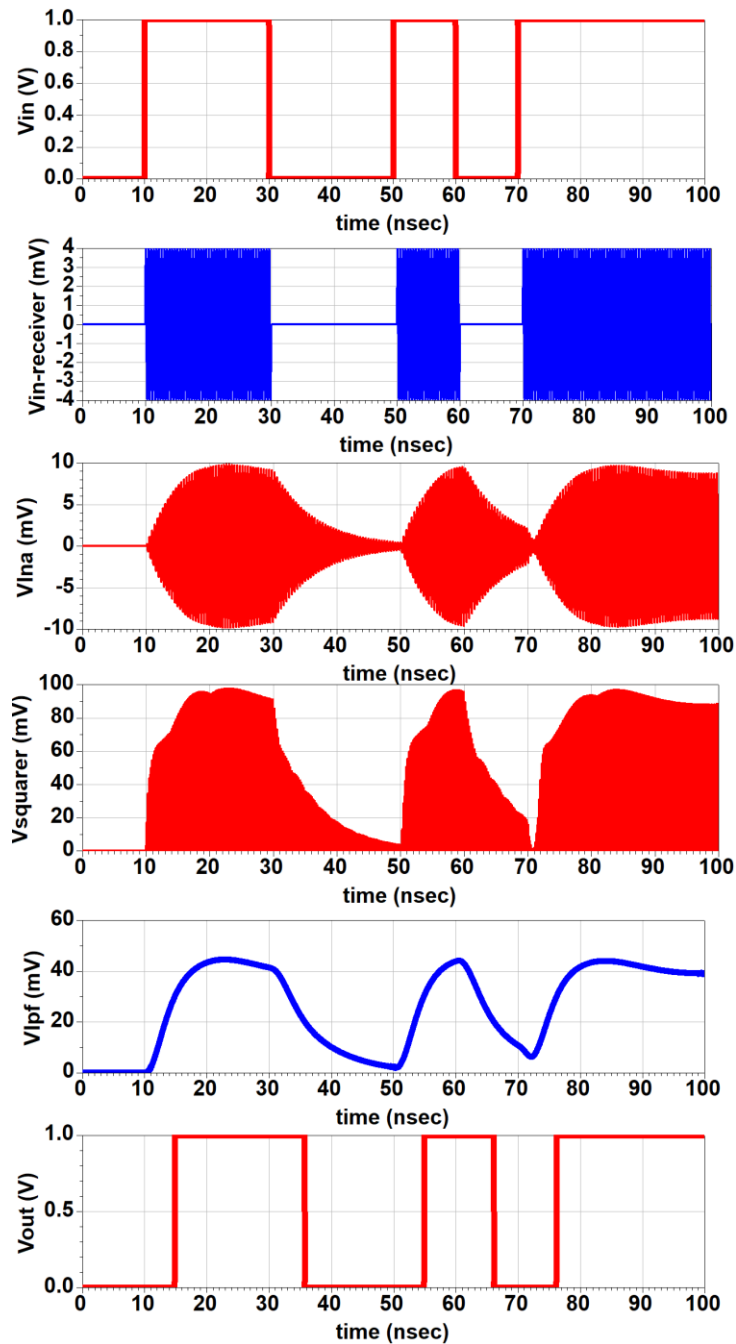 Vin (V)
1.0
0.8
0.6
0.4
0.2
0.0
0 10 20 30 40 50 60 70 80 90 100
time (nsec)
Vin-receiver (mV)
4
3
2
1
0
-1
-2
-3
-4
0 10 20 30 40 50 60 70 80 90 100
time (nsec)
Vlna (mV)
10
5
0
-5
-10
0 10 20 30 40 50 60 70 80 90 100
time (nsec)
Vsquarer (mV)
100
80
60
40
20
0
0 10 20 30 40 50 60 70 80 90 100
time (nsec)
Vlpf (mV)
60
40
20
0
0 10 20 30 40 50 60 70 80 90 100
time (nsec)
Vout (V)
1.0
0.5
0.0
0 10 20 30 40 50 60 70 80 90 100
time (nsec)